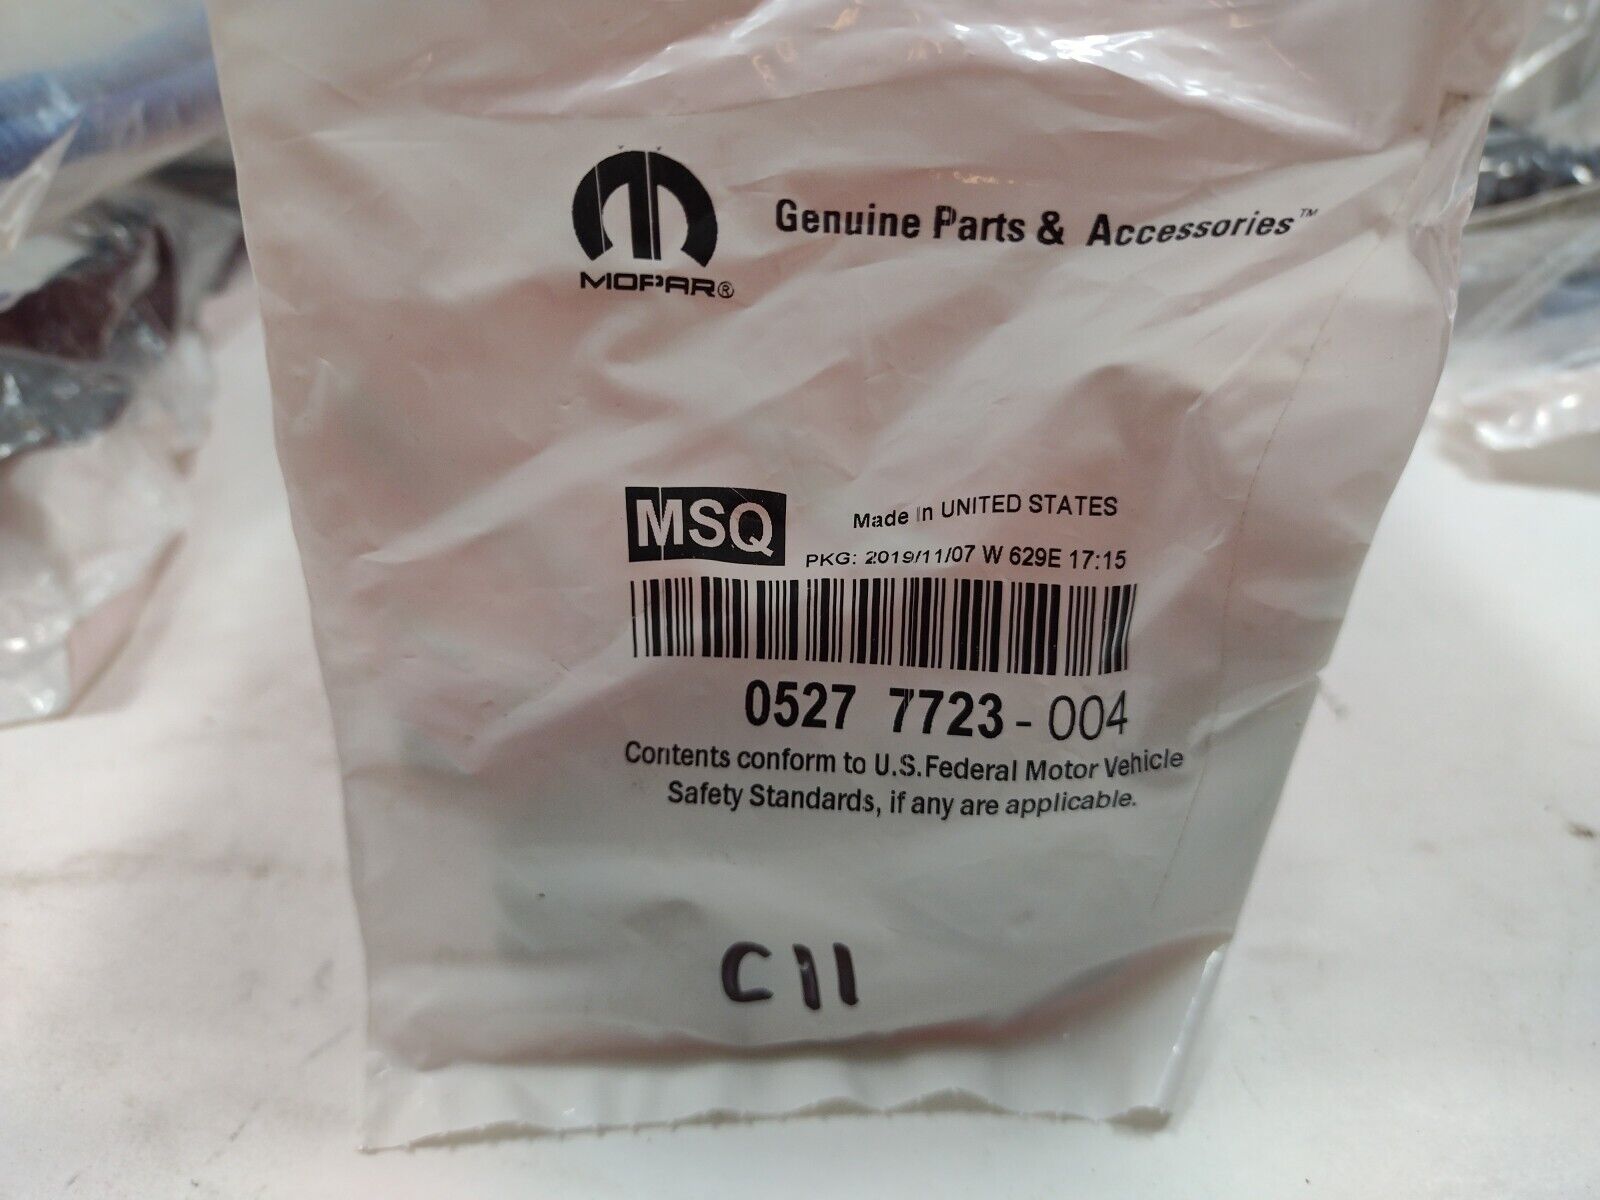 Genuine Parts & Accessories™
MOPAR®
MSQ
Made In UNITED STATES
PKG: 2019/11/07 W 629E 17:15
0527 7723-004
Contents conform to U.S.Federal Motor Vehicle
Safety Standards, if any are applicable.
C11